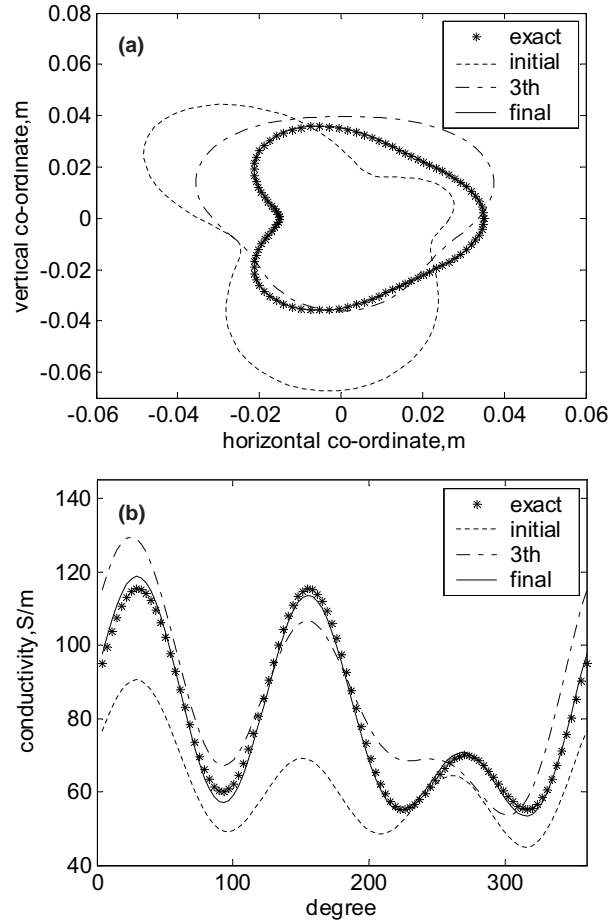 0.08
(a)
exact
initial
3th
final
0.06
0.04
0.02
0
-0.02
-0.04
-0.06
vertical co-ordinate,m
-0.06
-0.04
-0.02
0
0.02
0.04
0.06
horizontal co-ordinate,m
140
(b)
exact
initial
3th
final
120
100
80
60
40
conductivity,S/m
0
100
200
300
degree